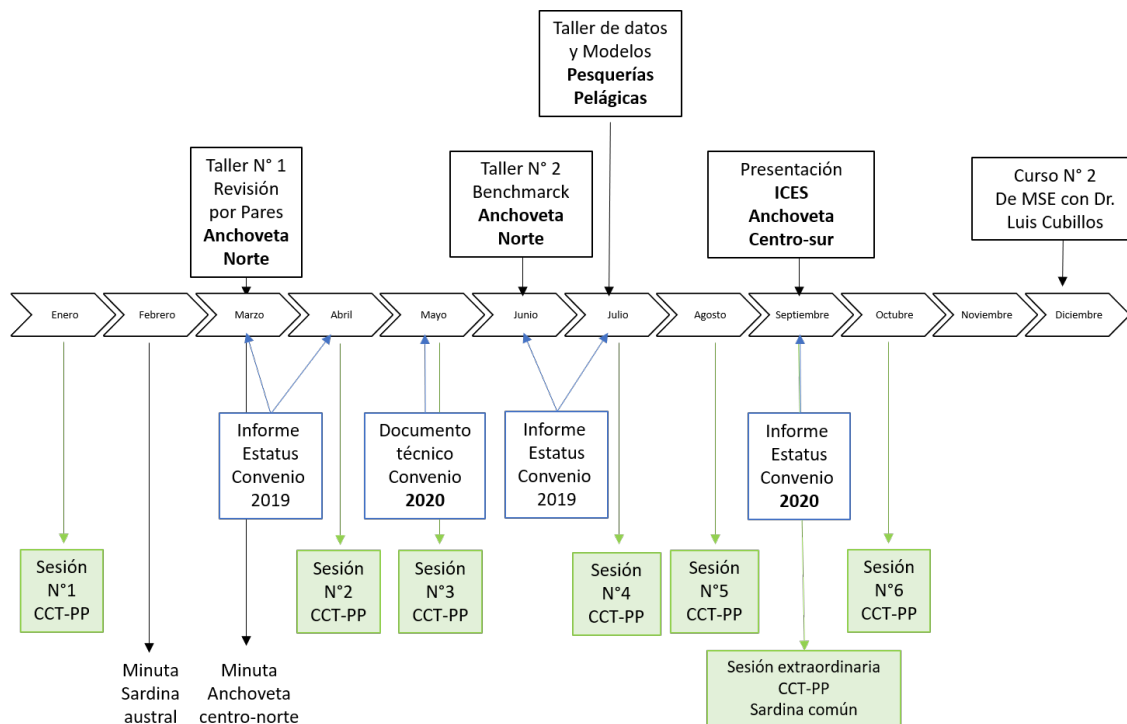 Taller de datos
y Modelos
Pesquerías
Pelágicas
Taller N° 1
Revisión
por Pares
Anchoveta
Norte
Taller N° 2
Benchmarck
Anchoveta
Norte
Presentación
ICES
Anchoveta
Centro-sur
Curso N° 2
De MSE con Dr.
Luis Cubillos
Enero
Febrero
Marzo
Abril
Mayo
Junio
Julio
Agosto
Septiembre
Octubre
Noviembre
Diciembre
Informe
Estatus
Convenio
2019
Documento
técnico
Convenio
2020
Informe
Estatus
Convenio
2019
Informe
Estatus
Convenio
2020
Sesión
N°1
CCT-PP
Sesión
N°2
CCT-PP
Sesión
N°3
CCT-PP
Sesión
N°4
CCT-PP
Sesión
N°5
CCT-PP
Sesión
N°6
CCT-PP
Minuta
Sardina
austral
Minuta
Anchoveta
centro-norte
Sesión extraordinaria
CCT-PP
Sardina común